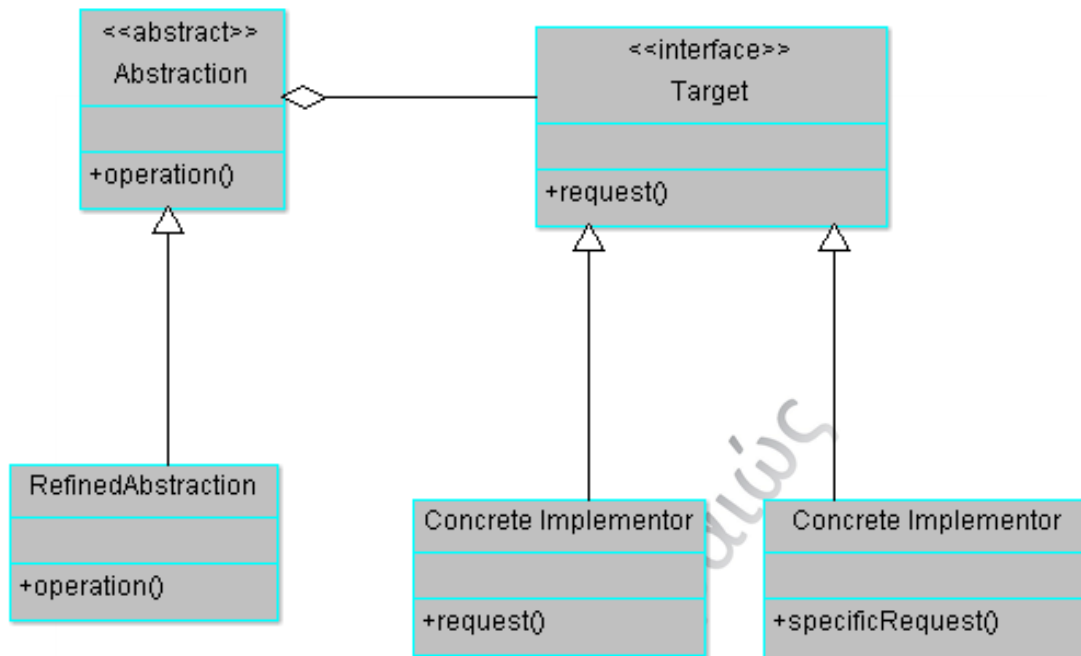 <<abstract>>
Abstraction
+operation()
<<interface>>
Target
+request()
RefinedAbstraction
+operation()
Concrete Implementor
+request()
Concrete Implementor
+specificRequest()